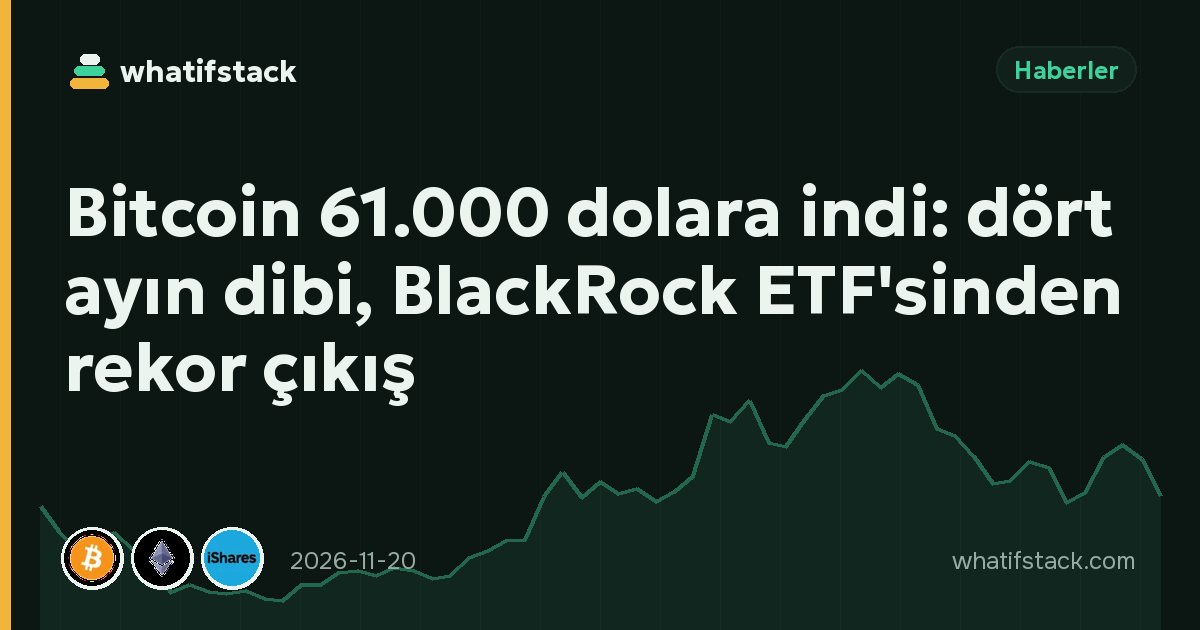 whatifstack
Haberler
Bitcoin 61.000 dolara indi: dört
ayın dibi, BlackRock ETF'sinden
rekor çıkış
iShares
2026-11-20
whatifstack.com